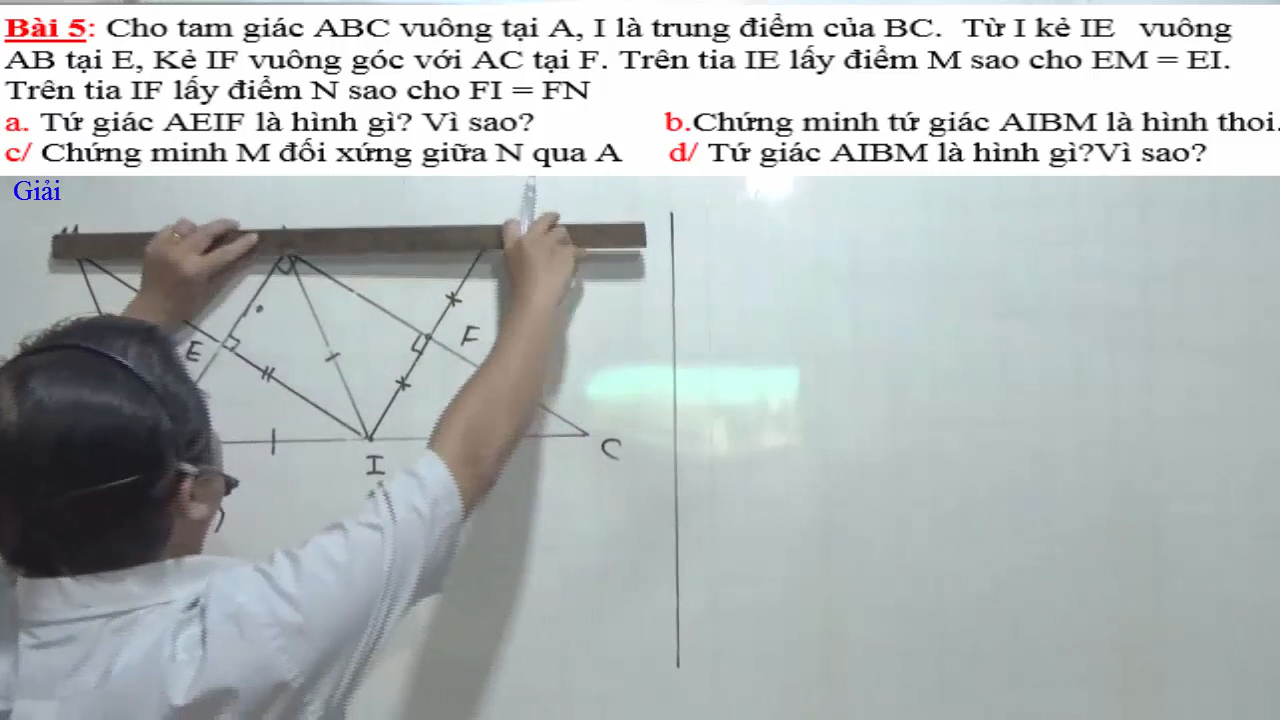 Bài 5: Cho tam giác ABC vuông tại A, I là trung điểm của BC. Từ I kẻ IE vuông
AB tại E, Kẻ IF vuông góc với AC tại F. Trên tia IE lấy điểm M sao cho EM = EI.
Trên tia IF lấy điểm N sao cho FI = FN
a. Tứ giác AEIF là hình gì? Vì sao? b.Chứng minh tứ giác AIBM là hình thoi.
c/ Chứng minh M đối xứng giữa N qua A d/ Tứ giác AIBM là hình gì?Vì sao?
Giải
E F
I C